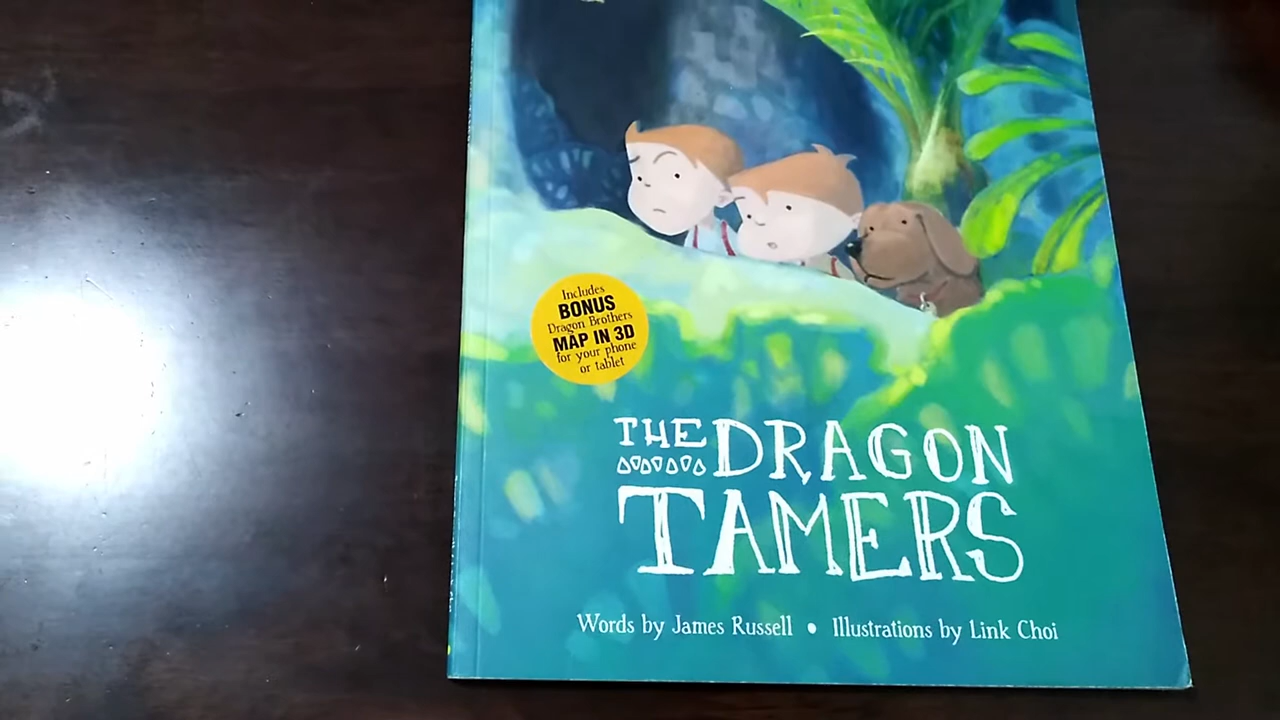 Includes
BONUS
Dragon Brothers
MAP IN 3D
for your phone
or tablet
THE DRAGON
TAMERS
Words by James Russell • Illustrations by Link Choi